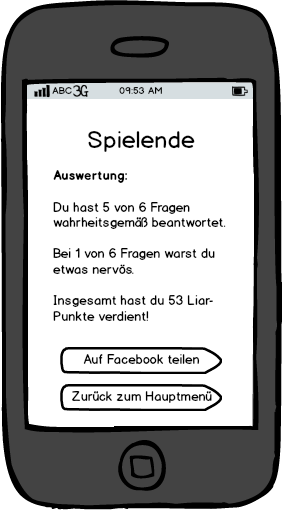 ABC 3G 09:53 AM
Spielende
Auswertung:
Du hast 5 von 6 Fragen
wahrheitsgemäß beantwortet.
Bei 1 von 6 Fragen warst du
etwas nervös.
Insgesamt hast du 53 Liar-
Punkte verdient!
Auf Facebook teilen
Zurück zum Hauptmenü